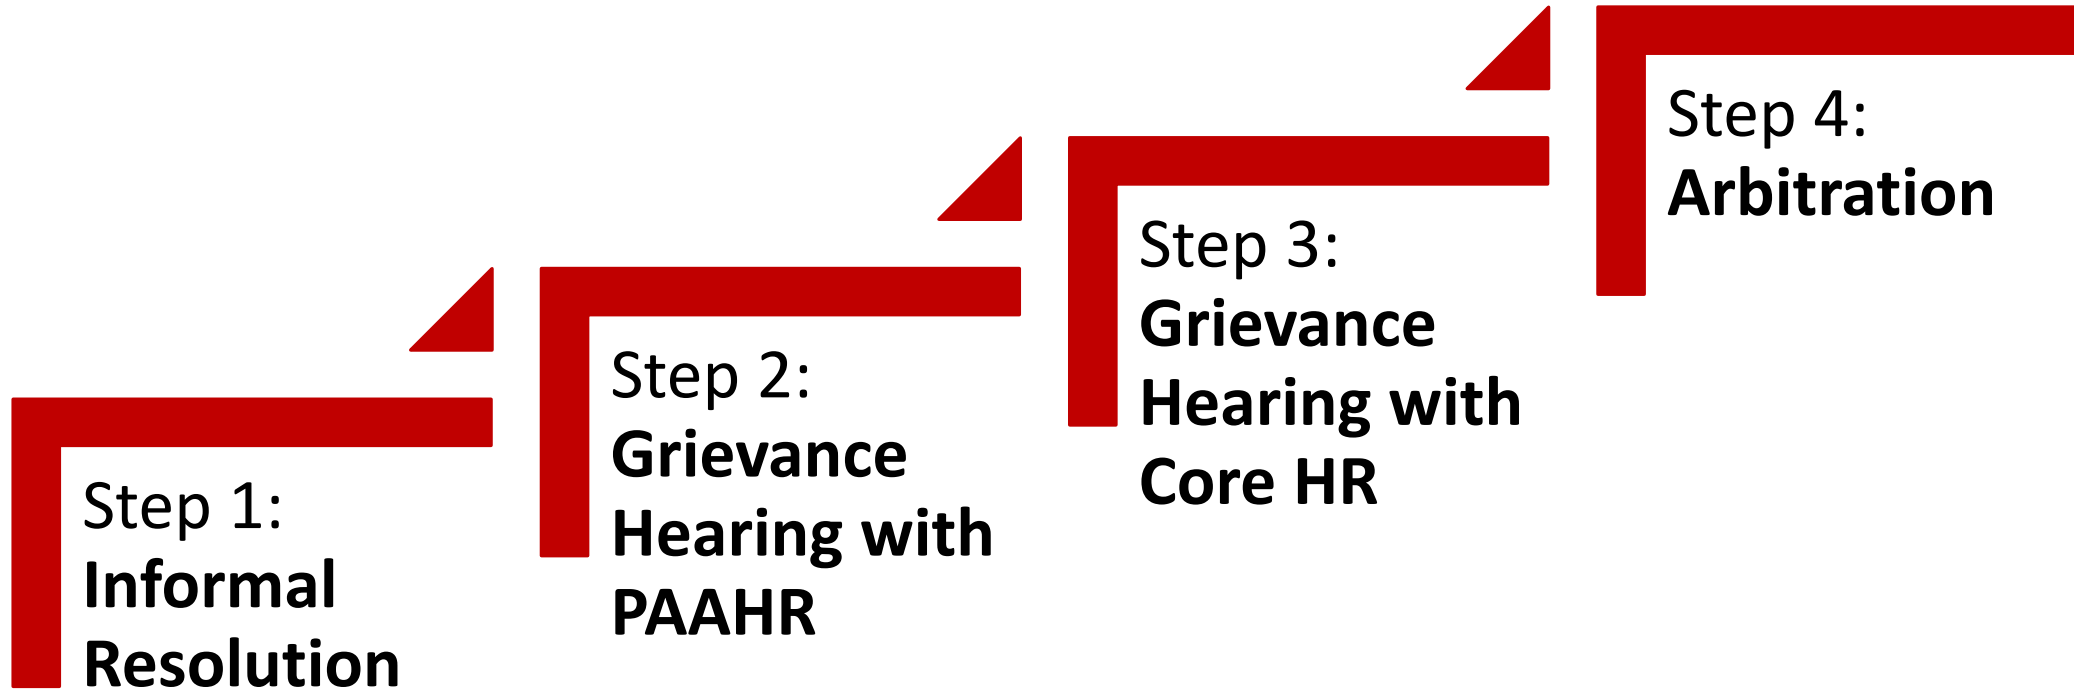 Step 1:
Informal
Resolution
Step 2:
Grievance
Hearing with
PAAHR
Step 3:
Grievance
Hearing with
Core HR
Step 4:
Arbitration